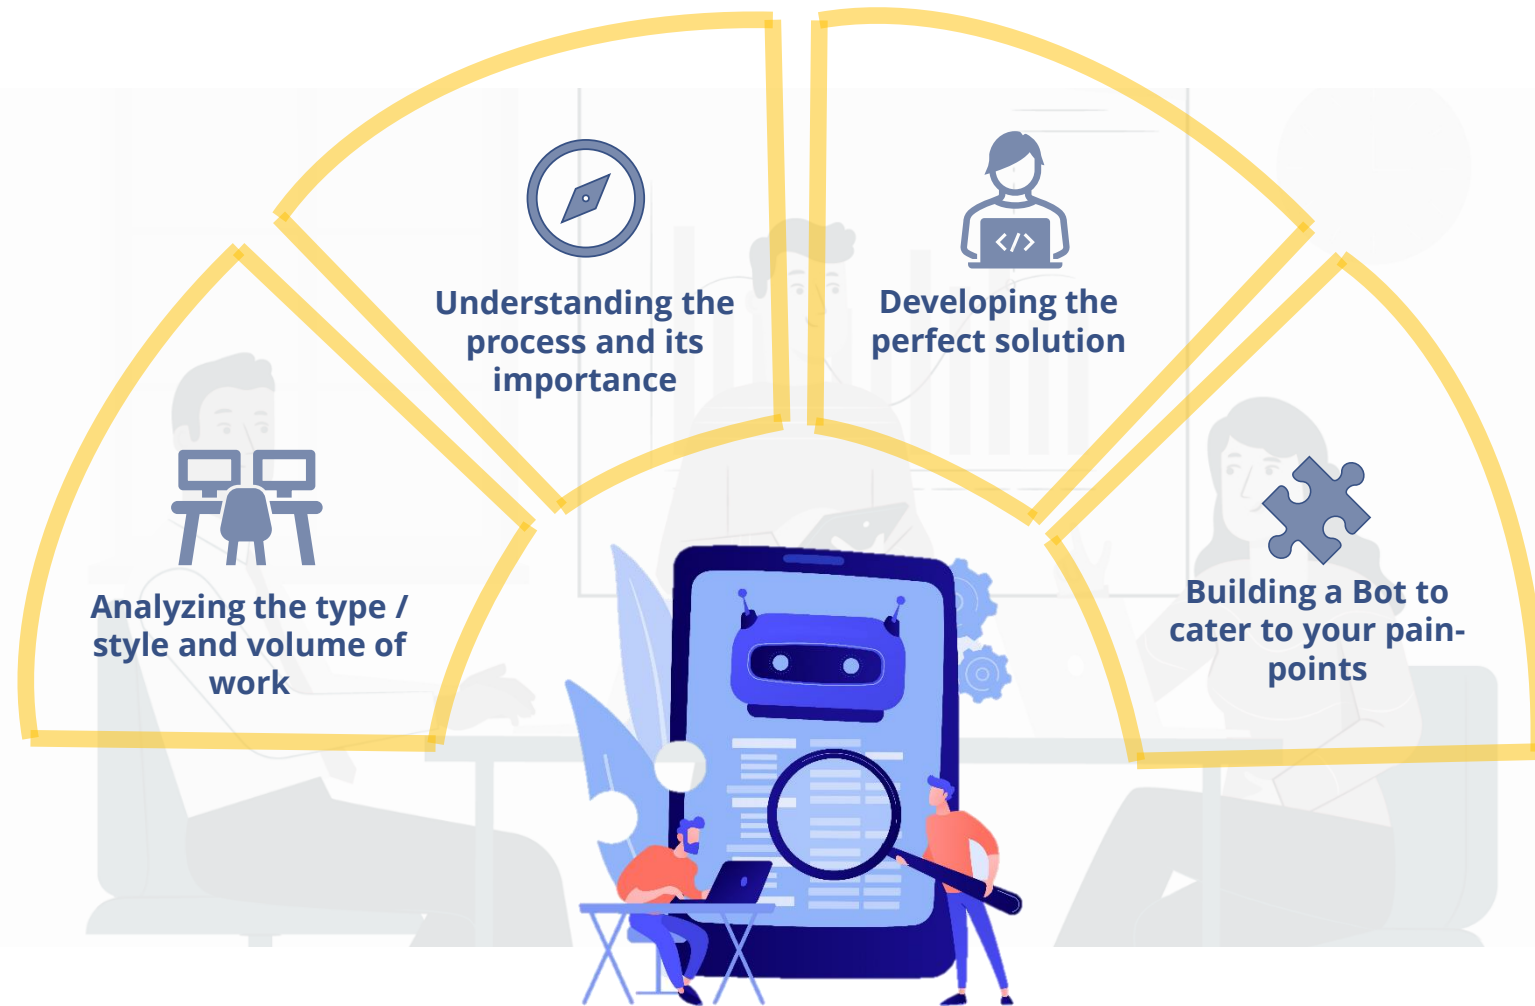 Understanding the
process and its
importance
Developing the
perfect solution
</>
Analyzing the type /
style and volume of
work
Building a Bot to
cater to your pain-
points